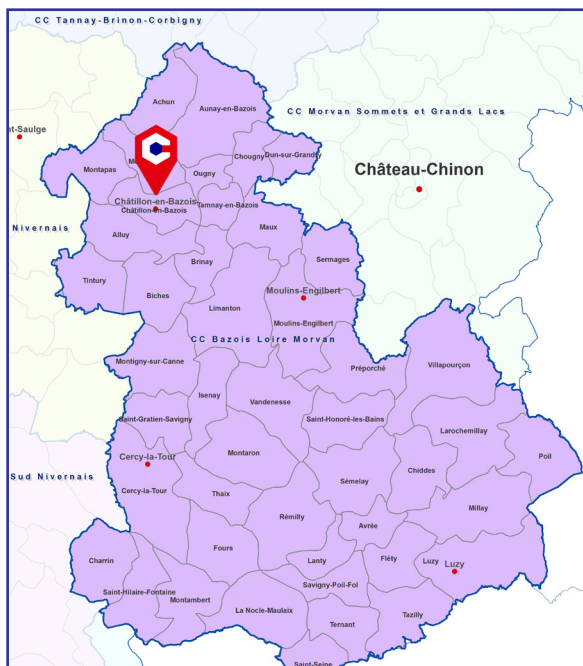 CC Tannay-Brinon-Corbigny
Achun
Aunay-en-Bazois
CC Morvan Sommets et Grands Lacs
nt-Saulge
Chougny
Dun-sur-Grandry
Montapas
Ougny
Château-Chinon
Châtillon-en-Bazois
Châtillon-en-Bazois
Tamnay-en-Bazois
Nivernais
Alluy
Maux
Brinay
Sermages
Tintury
Biches
Moulins-Engilbert
Limanton
Moulins-Engilbert
CC Bazois Loire Morvan
Montigny-sur-Canne
Préporché
Villapourçon
Isenay
Vandenesse
Saint-Gratien-Savigny
Saint-Honoré-les-Bains
Larochemillay
Cercy-la-Tour
Montaron
Poil
Sud Nivernais
Chiddes
Sémelay
Cercy-la-Tour
Thaix
Millay
Rémilly
Avrée
Fours
Charrin
Lanty
Fléty
Luzy
Luzy
Saint-Hilaire-Fontaine
Savigny-Poil-Fol
Montambert
La Nocle-Maulaix
Tazilly
Ternant
Saint-Seine